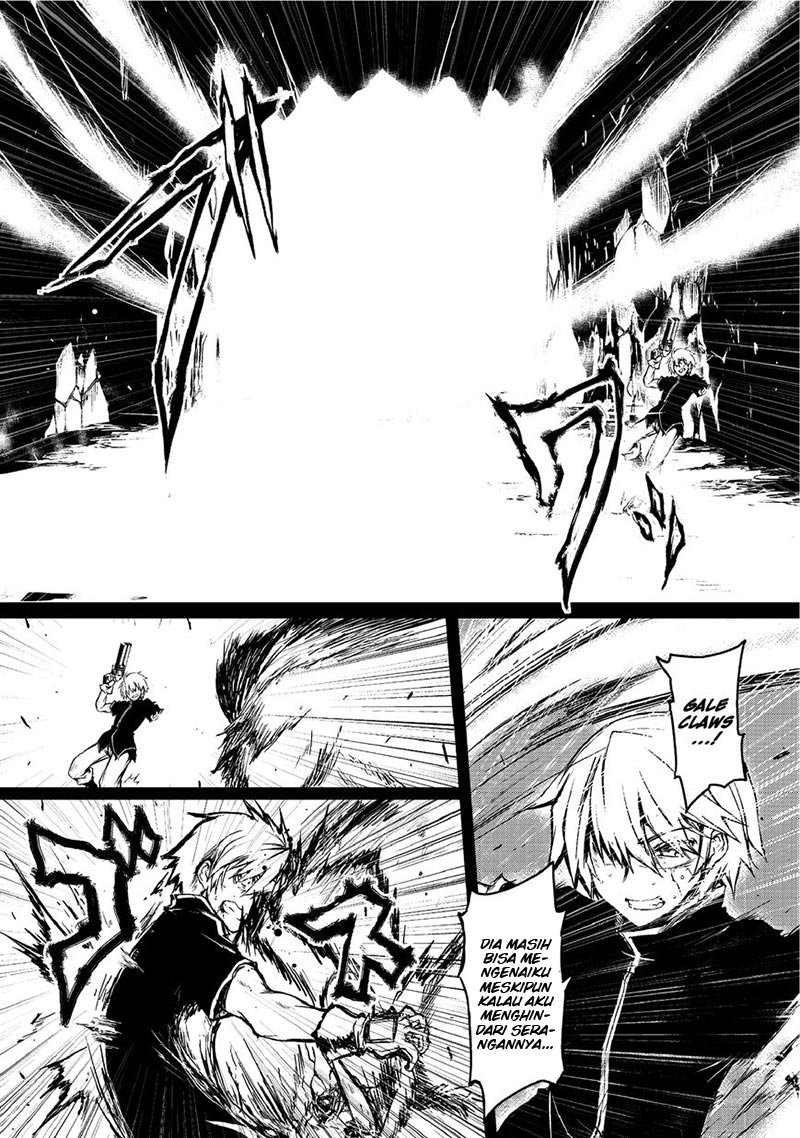 GALE
CLAWS
....!
DIA MASIH
BISA ME-
NGENAIKU
MESKIPUN
KALAU AKU
MENGHIN-
DARI SERA-
NGANNYA...